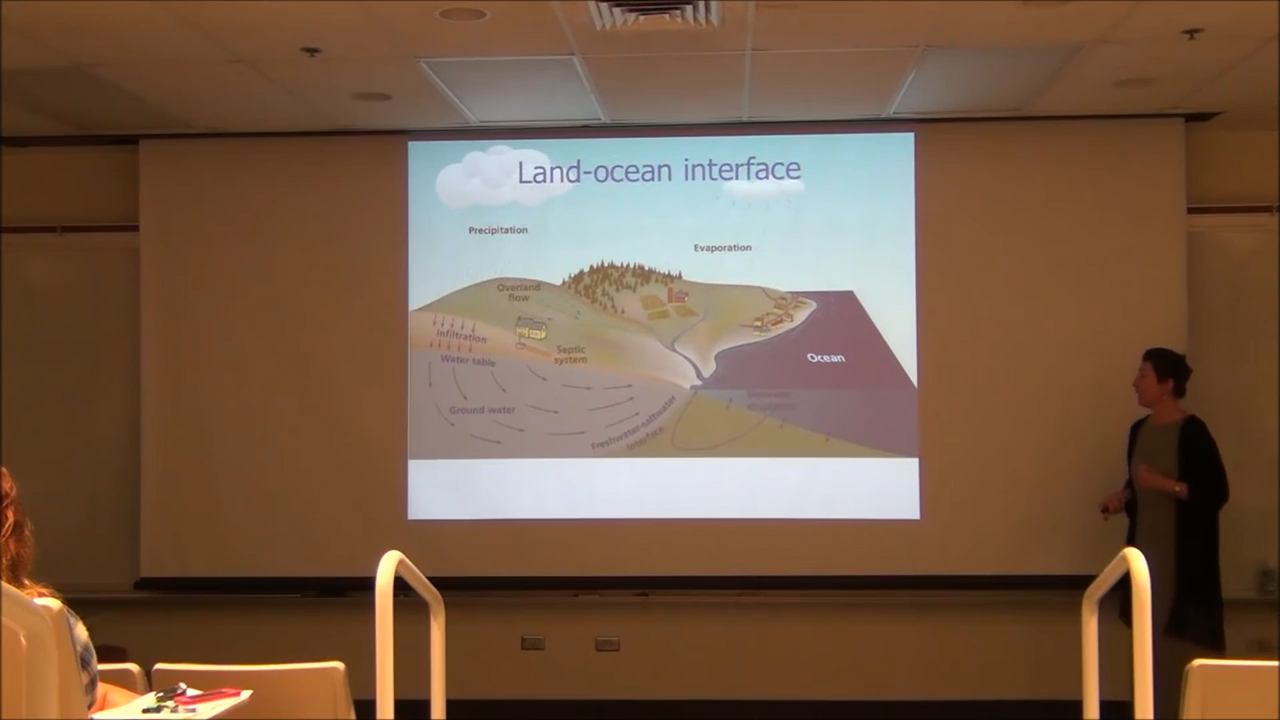 Land-ocean interface
Precipitation
Evaporation
Overland
flow
Infiltration
Septic
system
Water table
Ocean
Ground water
Freshwater-saltwater
interface